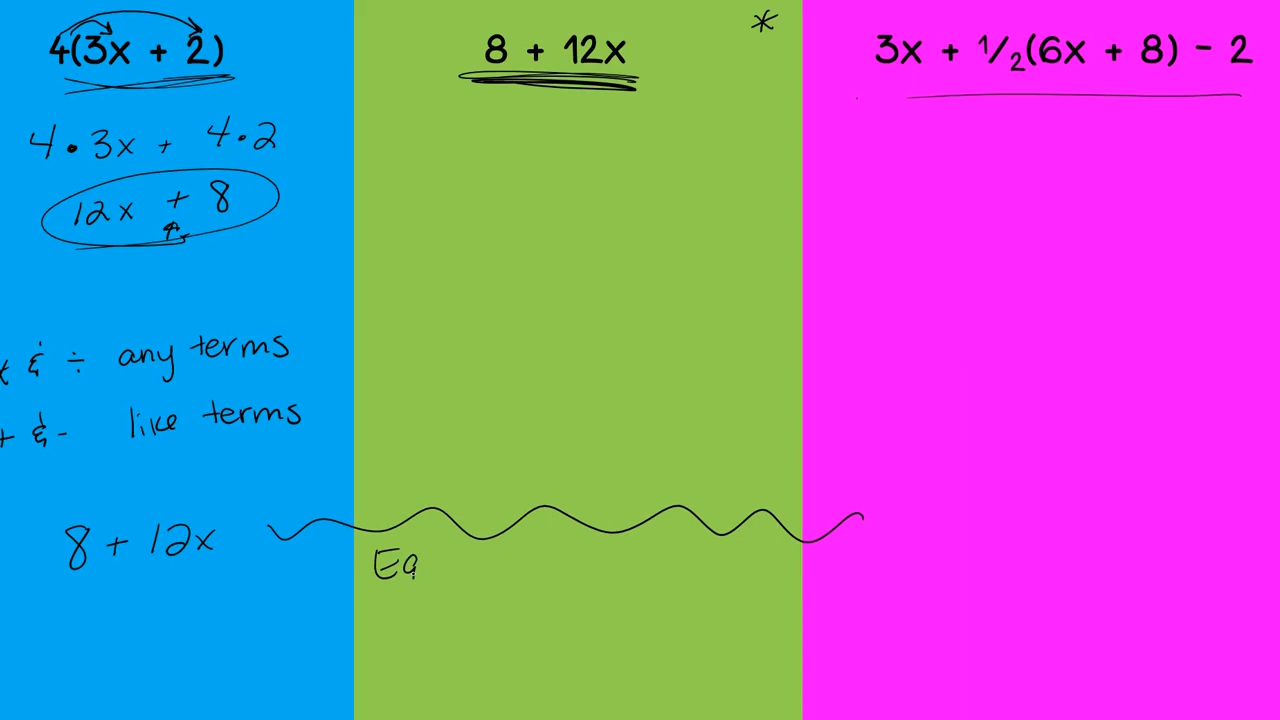 4(3x + 2)
4 • 3x + 4 • 2
12x + 8
& ÷ any terms
+ & - like terms
8 + 12x
8 + 12x
*
Eq
3x + 1/2(6x + 8) - 2